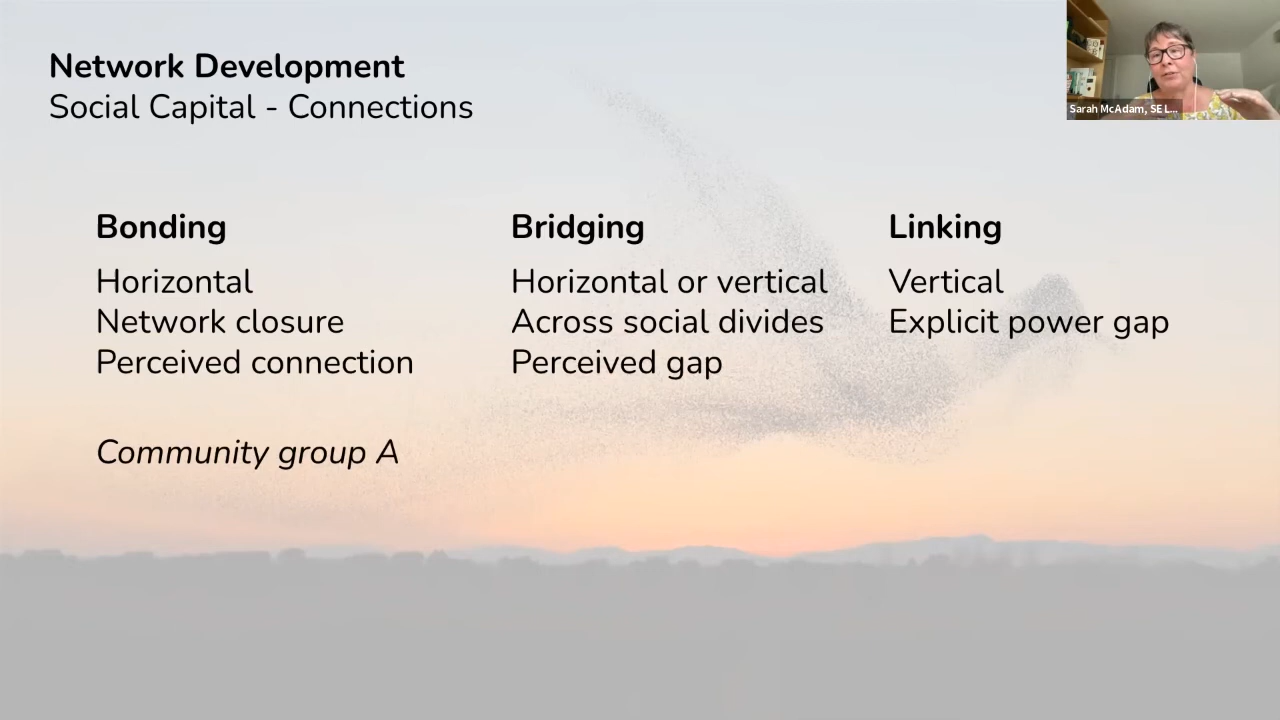 Network Development
Social Capital - Connections
Sarah McAdam, SE L...
Bonding
Horizontal
Network closure
Perceived connection
Community group A
Bridging
Horizontal or vertical
Across social divides
Perceived gap
Linking
Vertical
Explicit power gap